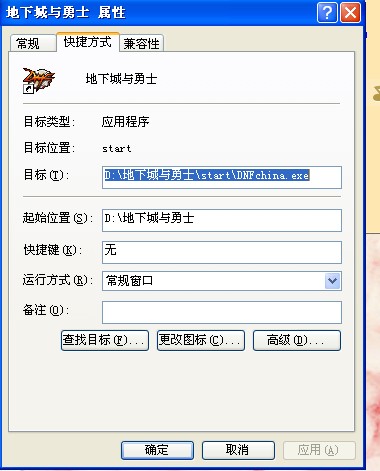 地下城与勇士 属性
常规 快捷方式 兼容性
地下城与勇士
目标类型: 应用程序
目标位置: start
目标(T): D:\地下城与勇士\start\DNFchina.exe
起始位置(S): D:\地下城与勇士
快捷键(K): 无
运行方式(R): 常规窗口
备注(O):
查找目标(F)... 更改图标(C)... 高级(D)...
确定 取消 应用(A)